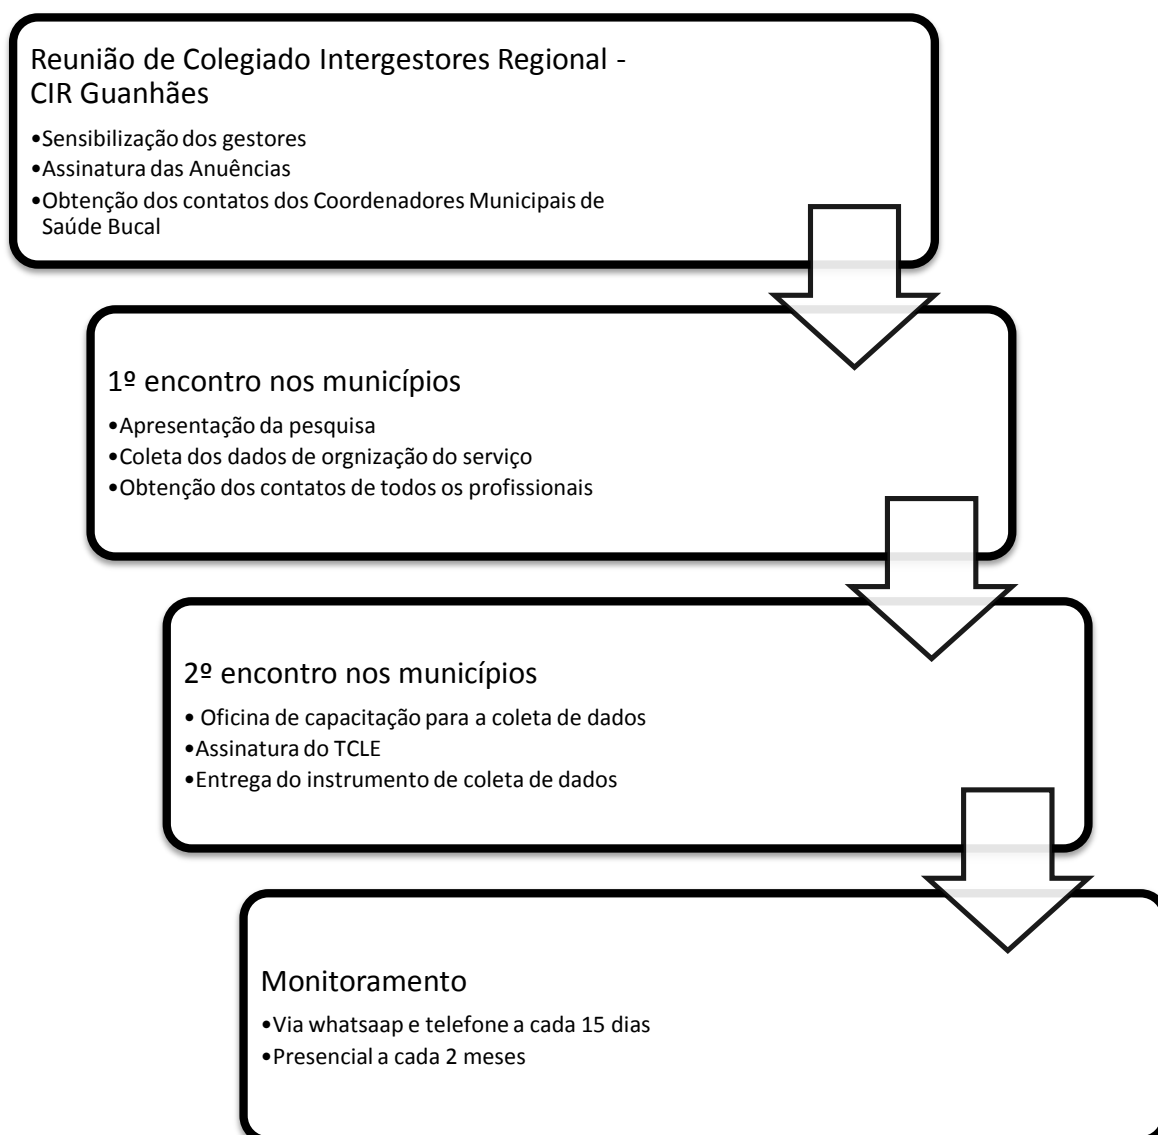 Reunião de Colegiado Intergestores Regional -
CIR Guanhães
•Sensibilização dos gestores
•Assinatura das Anuências
•Obtenção dos contatos dos Coordenadores Municipais de
Saúde Bucal
1º encontro nos municípios
•Apresentação da pesquisa
•Coleta dos dados de orgnização do serviço
•Obtenção dos contatos de todos os profissionais
2º encontro nos municípios
• Oficina de capacitação para a coleta de dados
•Assinatura do TCLE
•Entrega do instrumento de coleta de dados
Monitoramento
•Via whatsaap e telefone a cada 15 dias
•Presencial a cada 2 meses